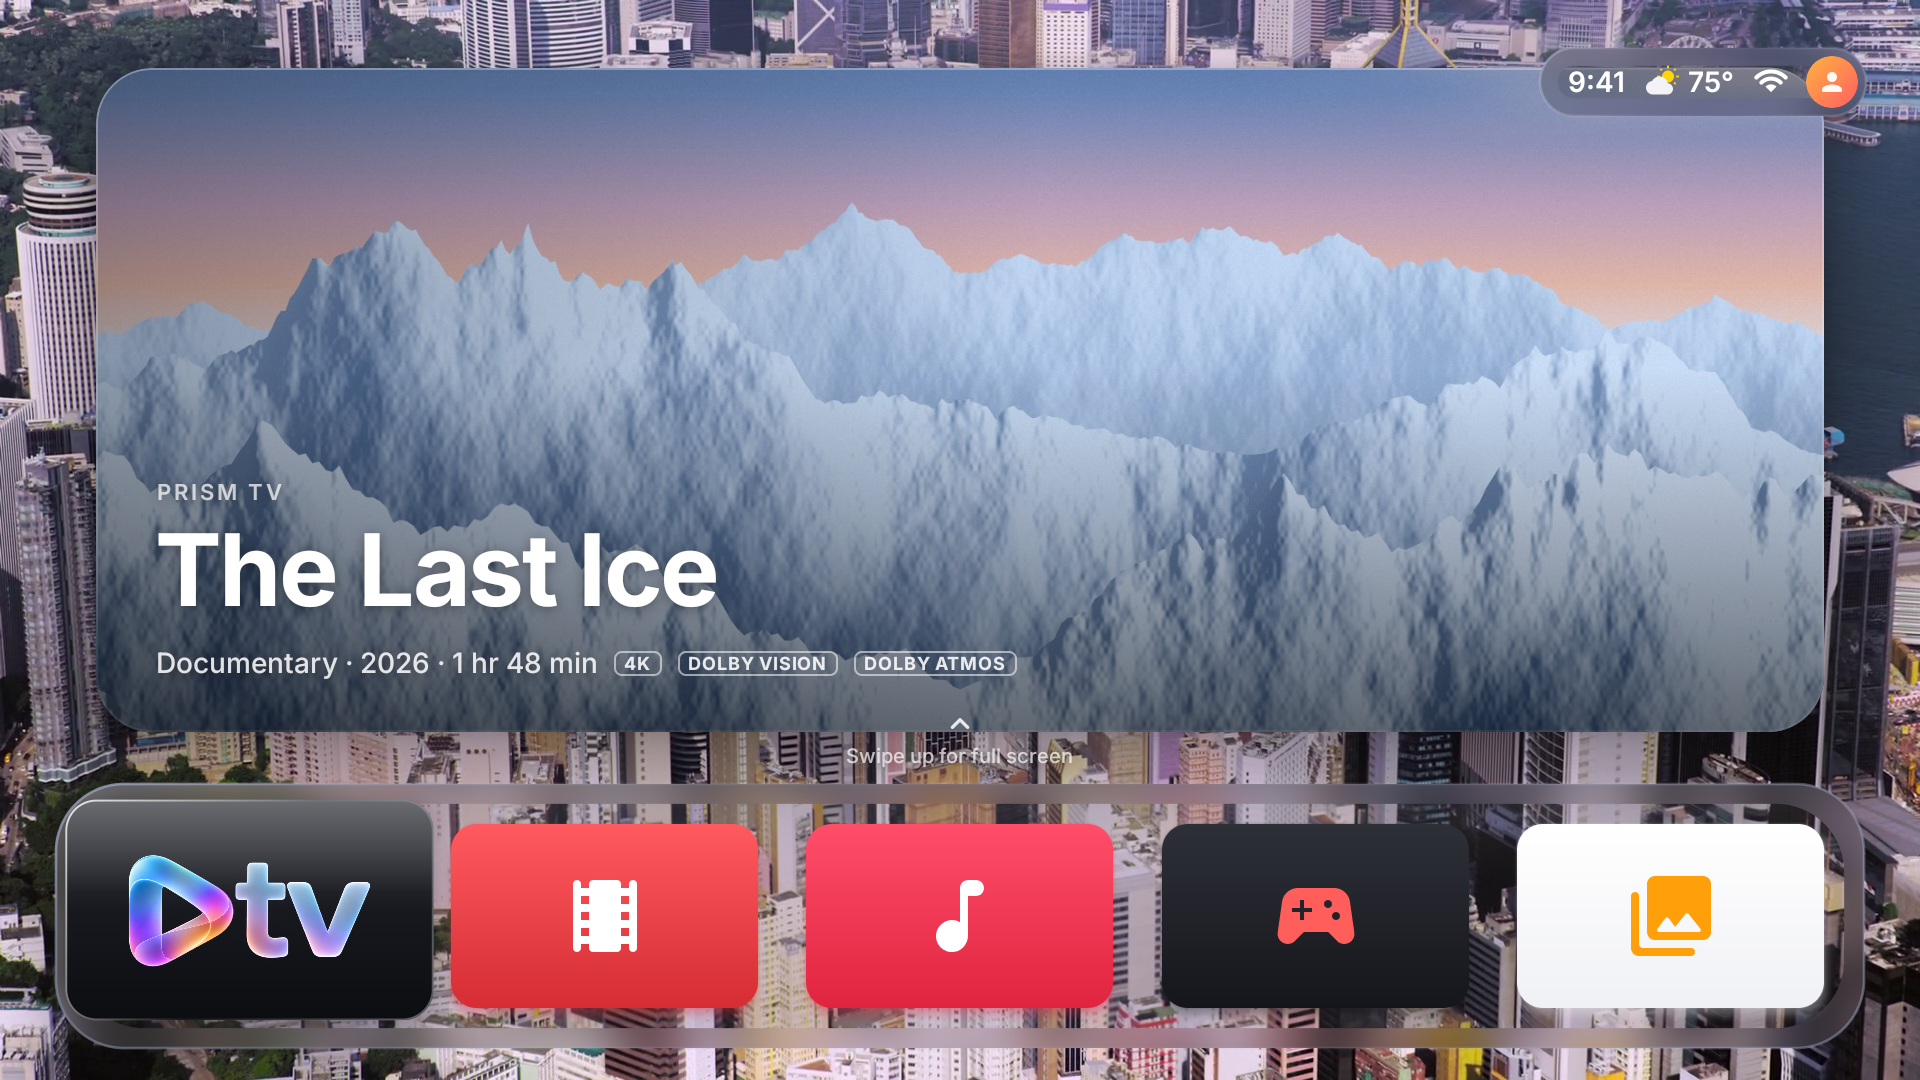 9:41 75°
PRISM TV
The Last Ice
Documentary · 2026 · 1 hr 48 min 4K DOLBY VISION DOLBY ATMOS
Swipe up for full screen
tv